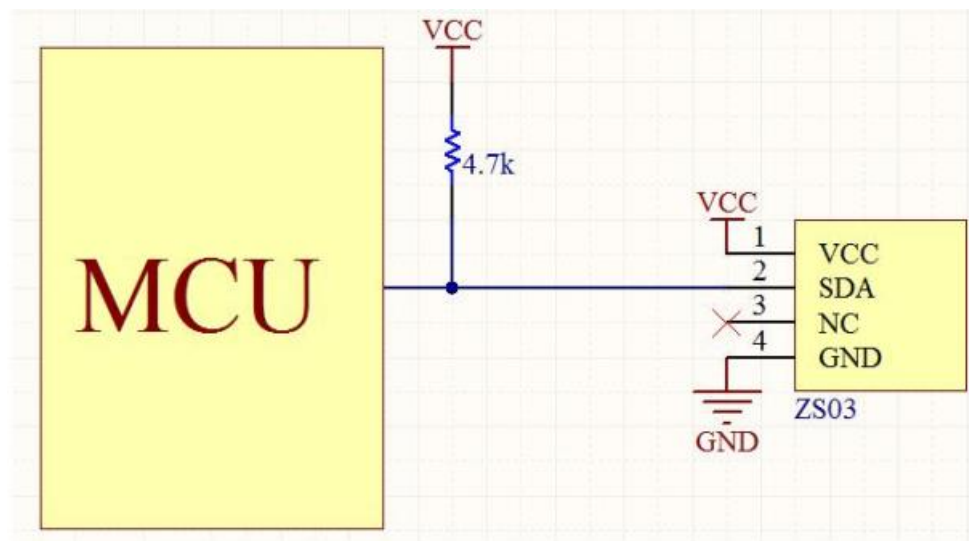 VCC
4.7k
MCU
VCC
1 VCC
2 SDA
3 NC
4 GND
ZS03
GND